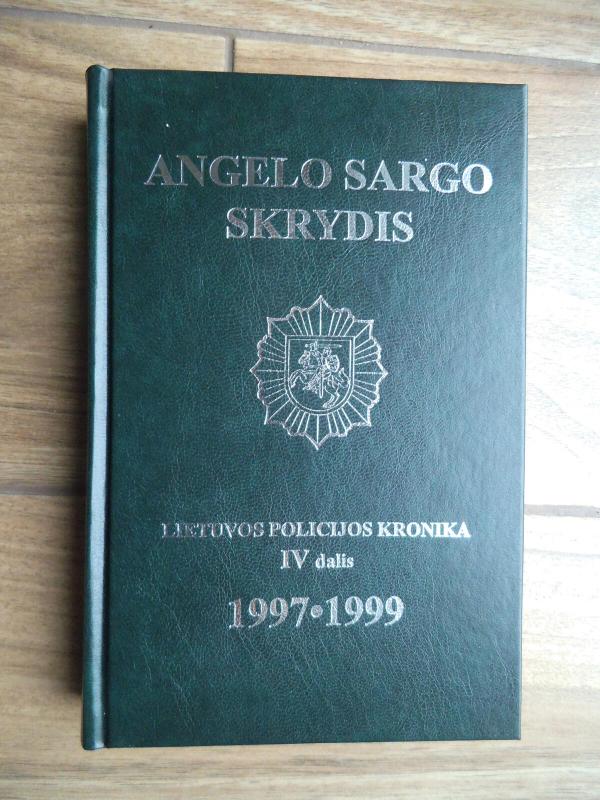 ANGELO SARGO
SKRYDIS
LIETUVOS POLICIJOS KRONIKA
IV dalis
1997•1999